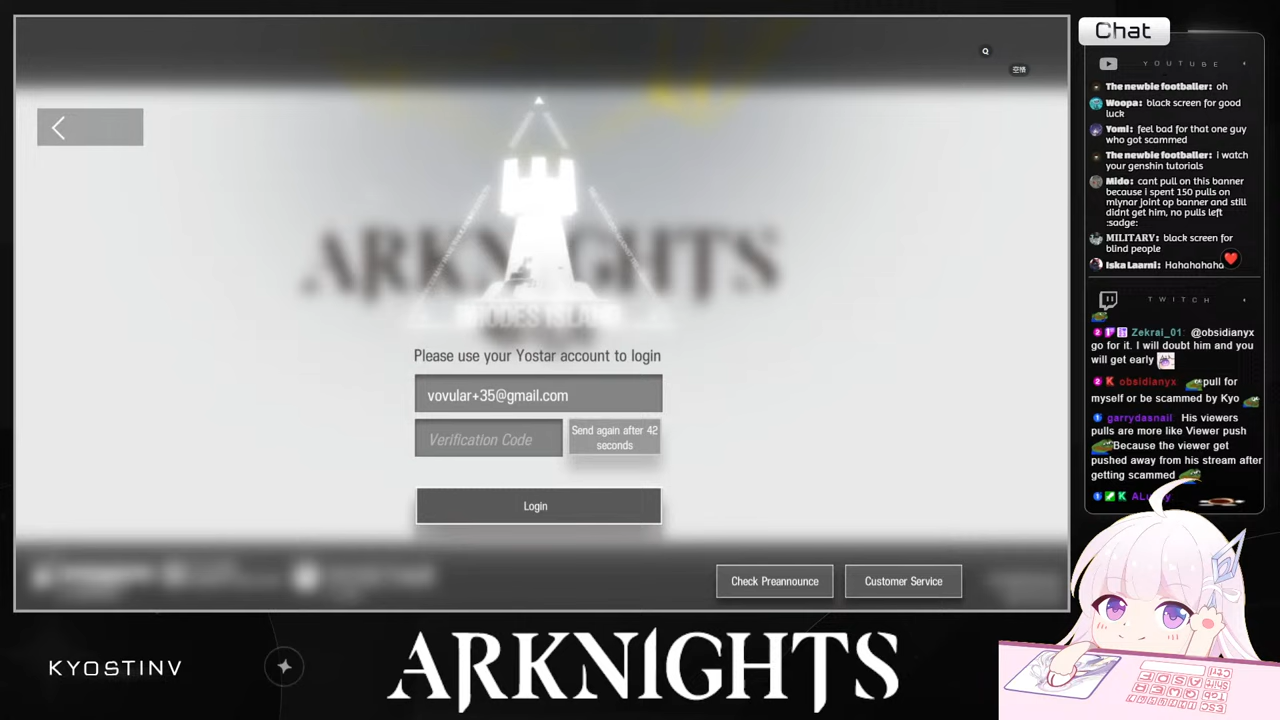 Chat
YOUTUBE
The newbie footballer: oh
Woopa: black screen for good
luck
Yomi: feel bad for that one guy
who got scammed
The newbie footballer: i watch
your genshin tutorials
Mido: cant pull on this banner
because i spent 150 pulls on
mlynar joint op banner and still
didnt get him, no pulls left
:sadge:
MILITARY: black screen for
blind people
Iska Laarni: Hahahahaha
TWITCH
Zekrai_01: @obsidianyx
go for it. I will doubt him and you
will get early
obsidianyx pull for
myself or be scammed by Kyo
garrydasnail: His viewers
pulls are more like Viewer push
Because the viewer get
pushed away from his stream after
getting scammed
空格
ARKNIGHTS
RHODES ISLAND
Please use your Yostar account to login
vovular+35@gmail.com
Verification Code
Send again after 42
seconds
Login
Check Preannounce
Customer Service
KYOSTINV
ARKNIGHTS